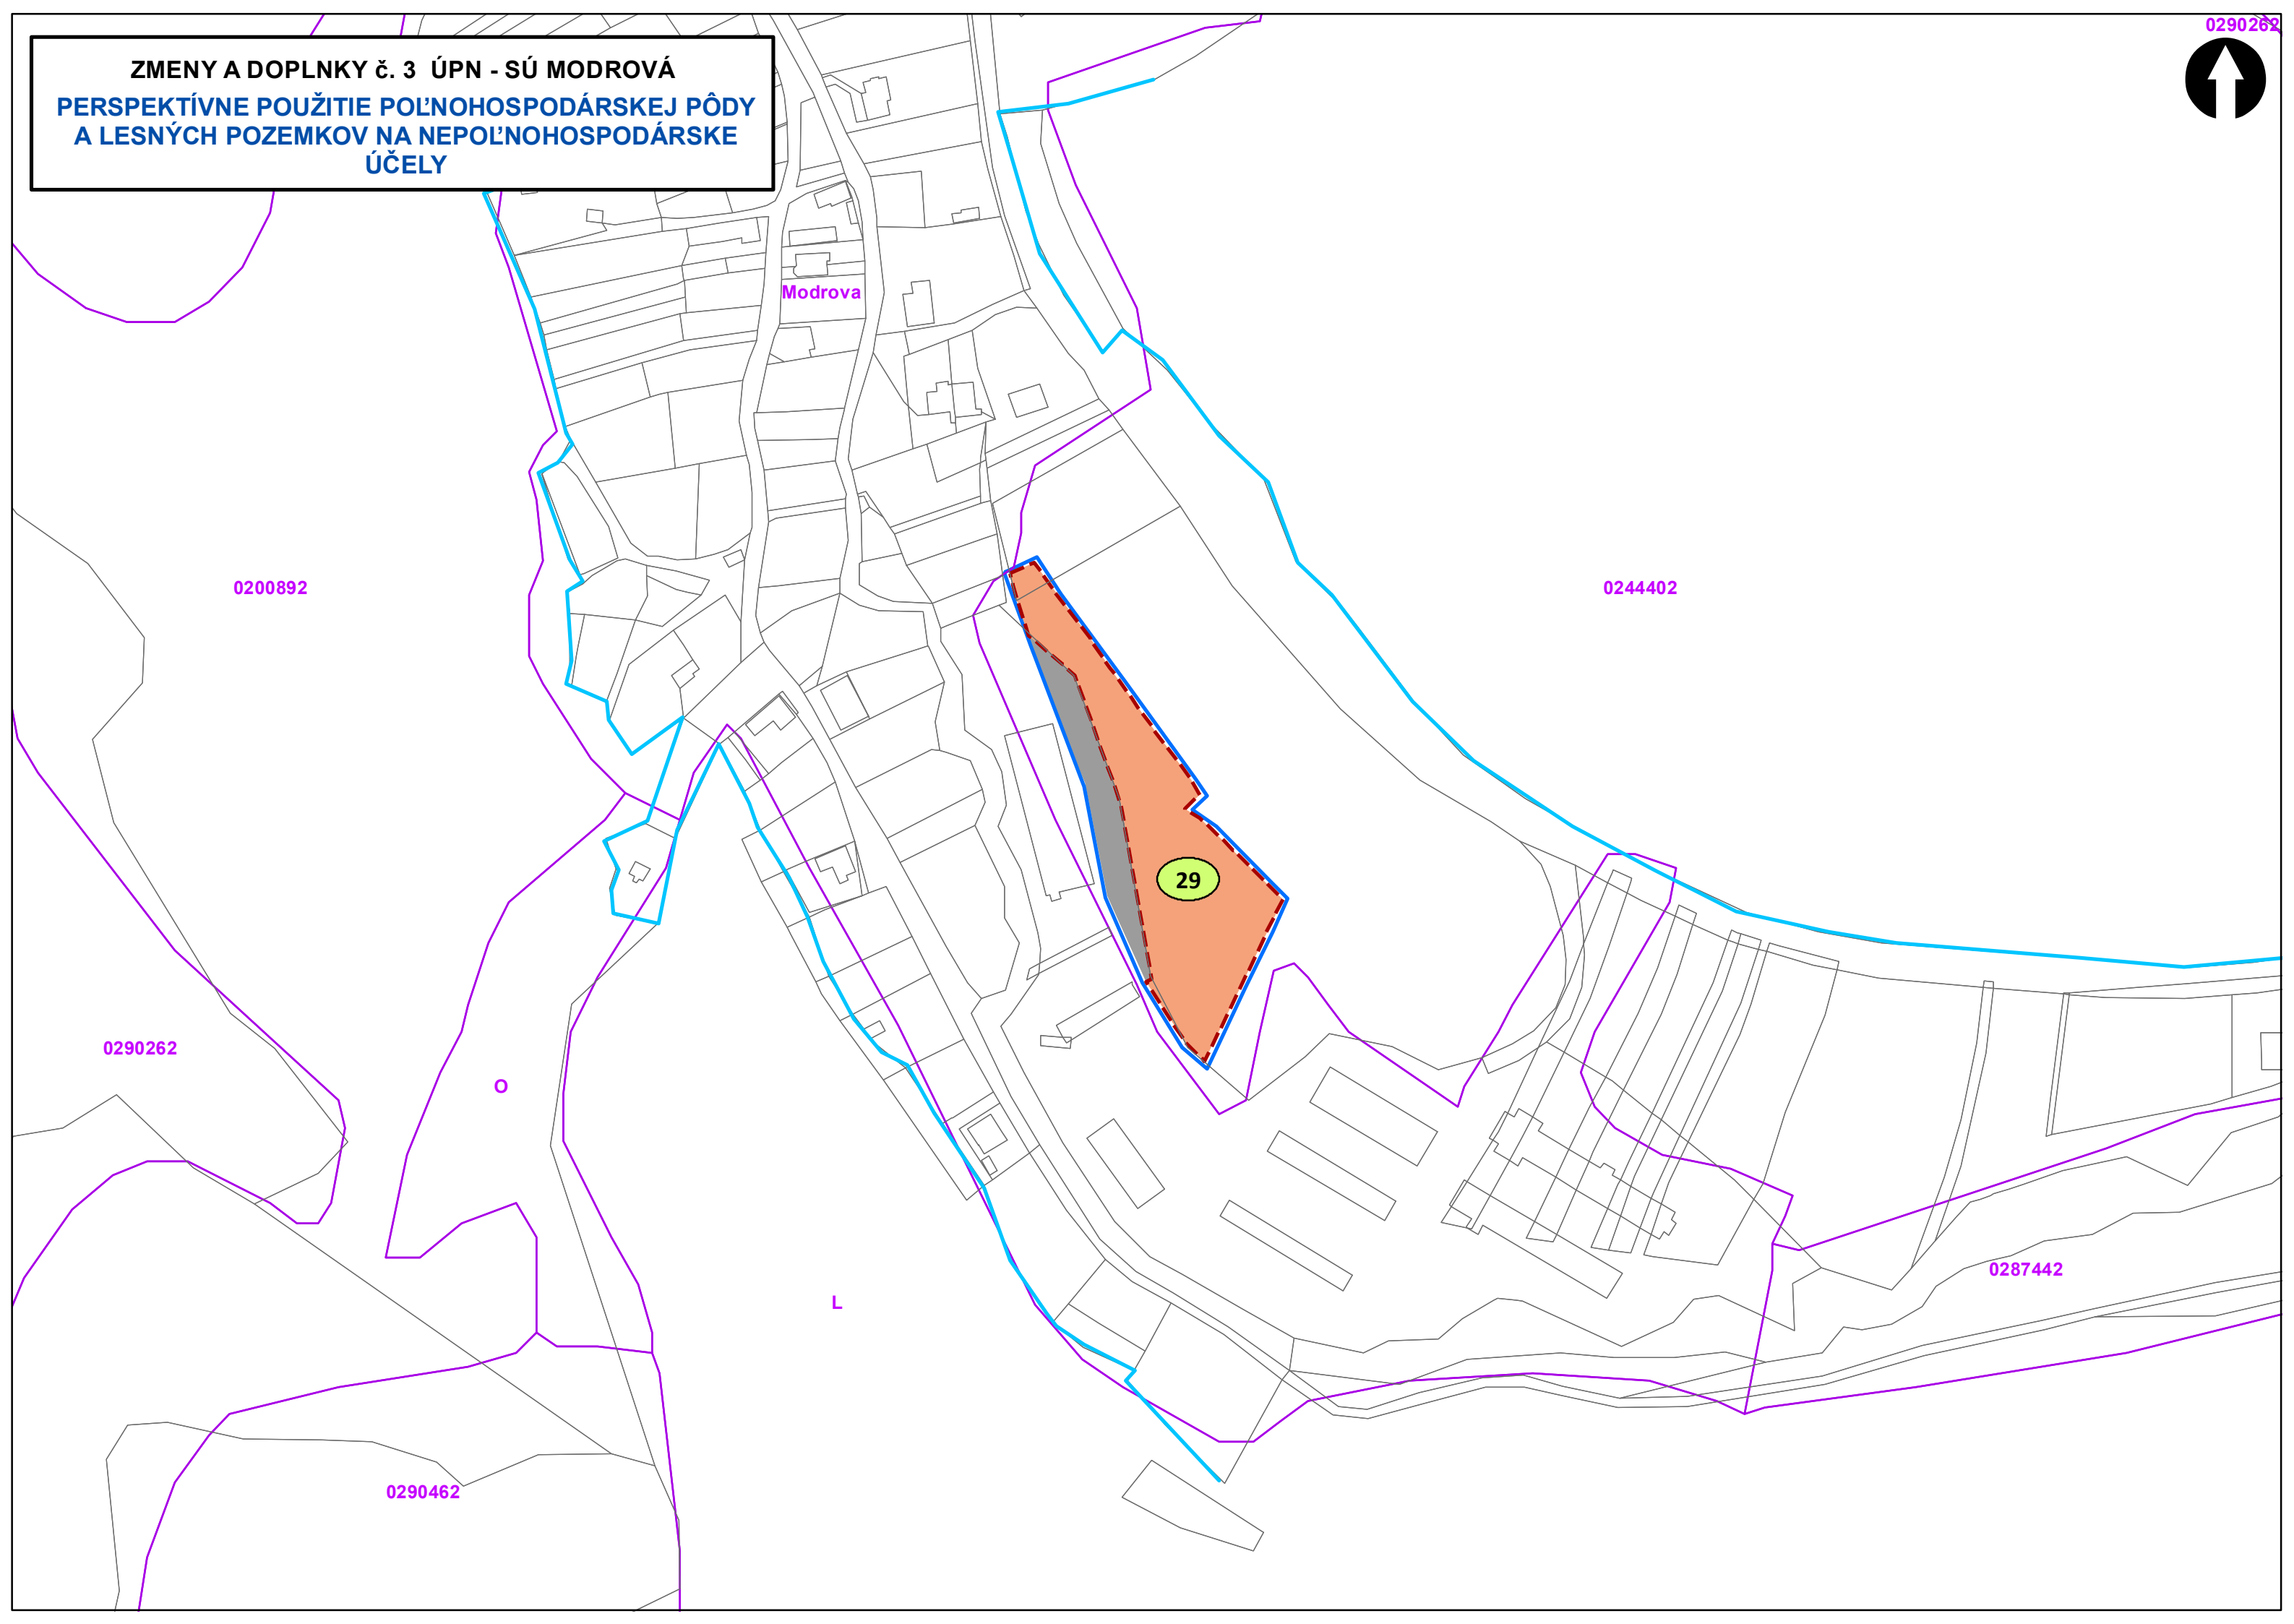 0290262
ZMENY A DOPLNKY č. 3 ÚPN - SÚ MODROVÁ
PERSPEKTÍVNE POUŽITIE POĽNOHOSPODÁRSKEJ PÔDY
A LESNÝCH POZEMKOV NA NEPOĽNOHOSPODÁRSKE
ÚČELY
Modrova
0200892
0244402
29
0290262
O
0287442
L
0290462